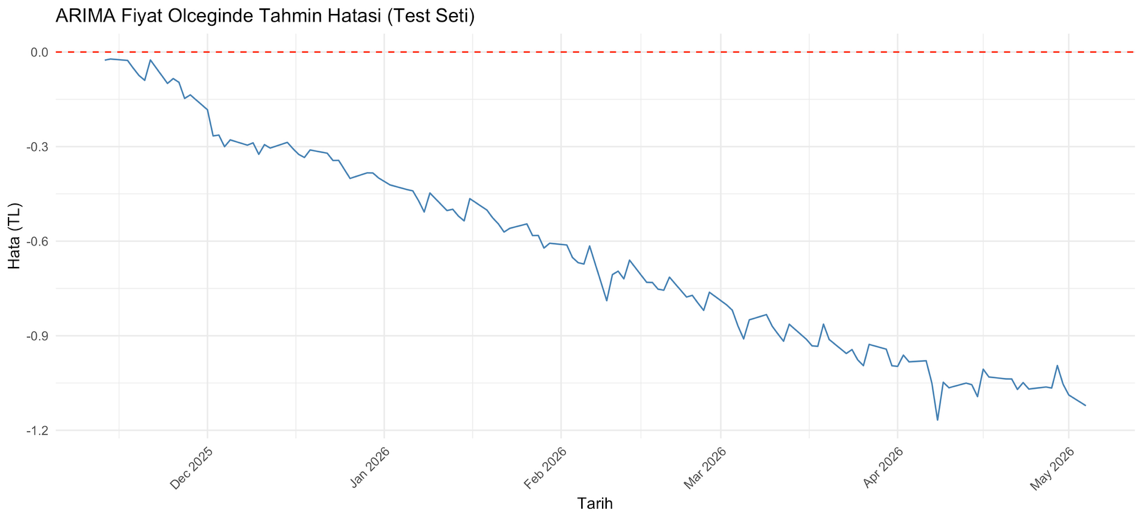 ARIMA Fiyat Olceginde Tahmin Hatasi (Test Seti)
0.0
-0.3
-0.6
-0.9
-1.2
Hata (TL)
Dec 2025
Jan 2026
Feb 2026
Mar 2026
Apr 2026
May 2026
Tarih